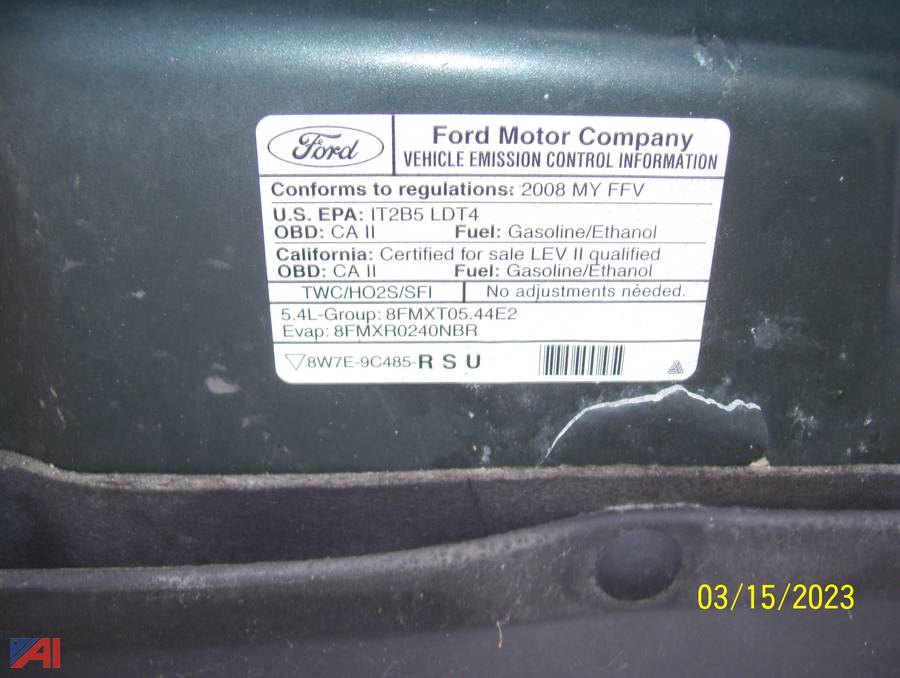 Ford
Ford Motor Company
VEHICLE EMISSION CONTROL INFORMATION
Conforms to regulations: 2008 MY FFV
U.S. EPA: IT2B5 LDT4
OBD: CA II Fuel: Gasoline/Ethanol
California: Certified for sale LEV II qualified
OBD: CA II Fuel: Gasoline/Ethanol
TWC/HO2S/SFI No adjustments needed.
5.4L-Group: 8FMXT05.44E2
Evap: 8FMXR0240NBR
8W7E-9C485-R S U
03/15/2023
AI